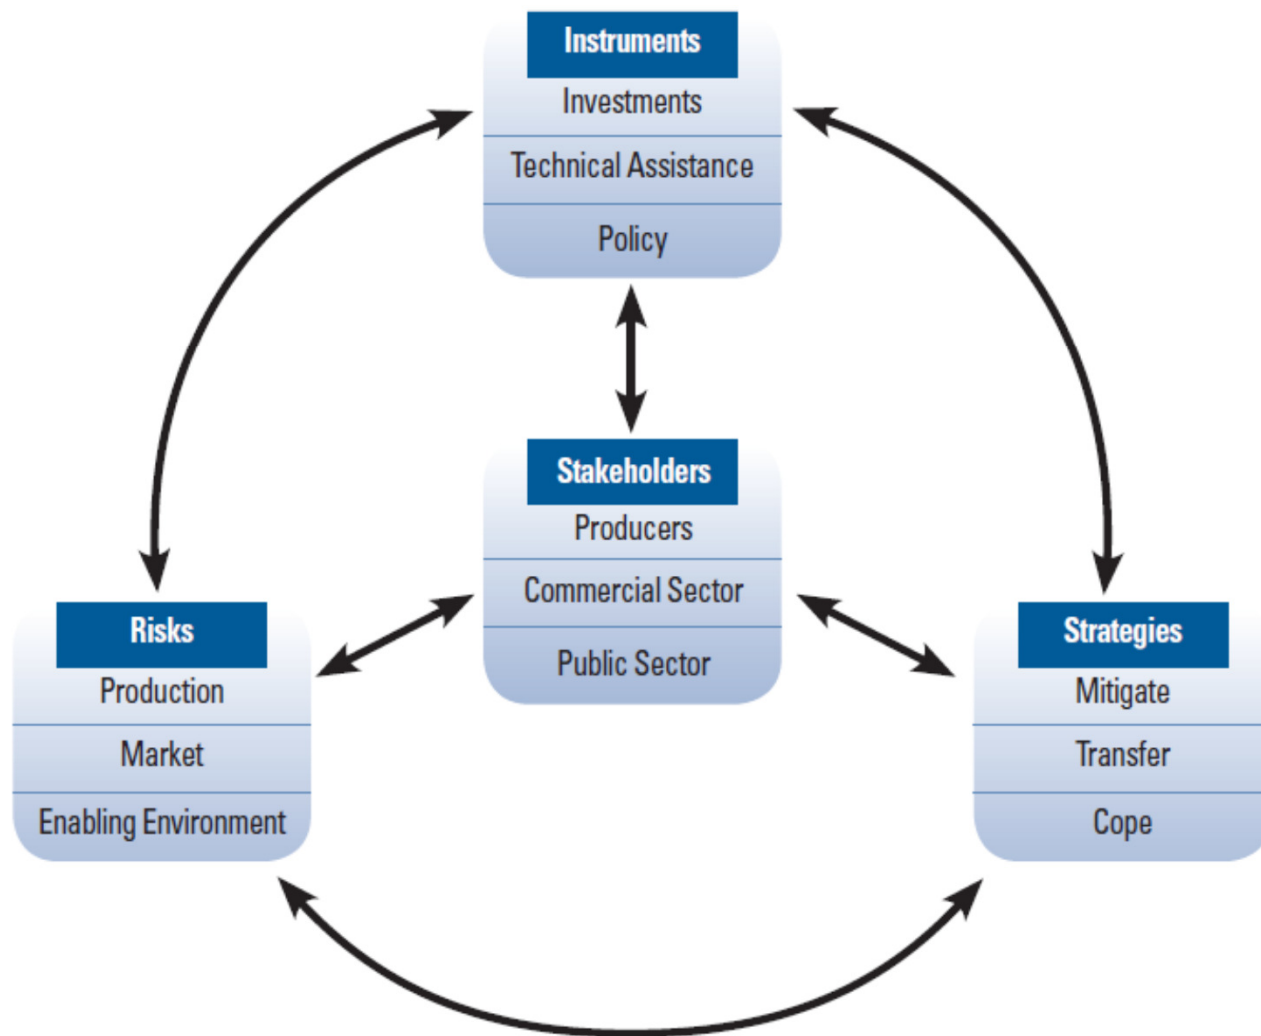 Instruments
Investments
Technical Assistance
Policy
Stakeholders
Producers
Commercial Sector
Public Sector
Risks
Production
Market
Enabling Environment
Strategies
Mitigate
Transfer
Cope